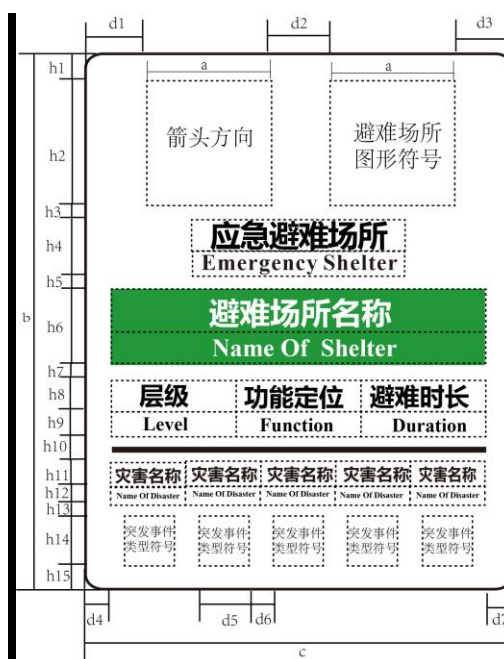 d1
d2
d3
h1
a
a
h2
箭头方向
避难场所
图形符号
h3
h4
应急避难场所
Emergency Shelter
h5
b
h6
避难场所名称
Name Of Shelter
h7
h8
层级
功能定位
避难时长
h9
Level
Function
Duration
h10
h11
灾害名称
灾害名称
灾害名称
灾害名称
灾害名称
h12
Name Of Disaster
Name Of Disaster
Name Of Disaster
Name Of Disaster
Name Of Disaster
h13
h14
突发事件
类型符号
突发事件
类型符号
突发事件
类型符号
突发事件
类型符号
突发事件
类型符号
h15
d4
d5
d6
c